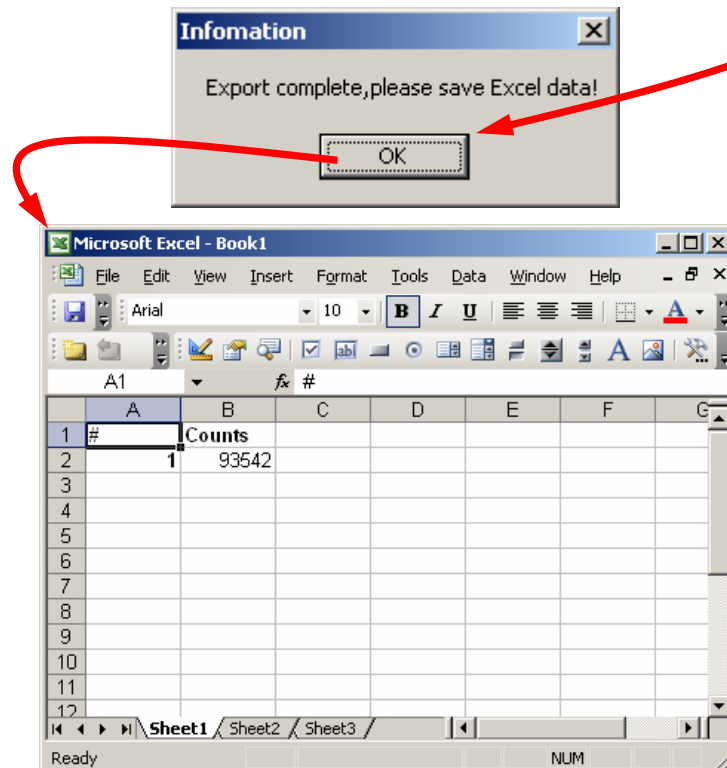 Infomation
Export complete,please save Excel data!
OK
Microsoft Excel - Book1
File Edit View Insert Format Tools Data Window Help
Arial 10 B I U A
ab A
A1 fx #
A B C D E F G
1 # Counts
2 1 93542
3
4
5
6
7
8
9
10
11
12
Sheet1 Sheet2 Sheet3
Ready NUM